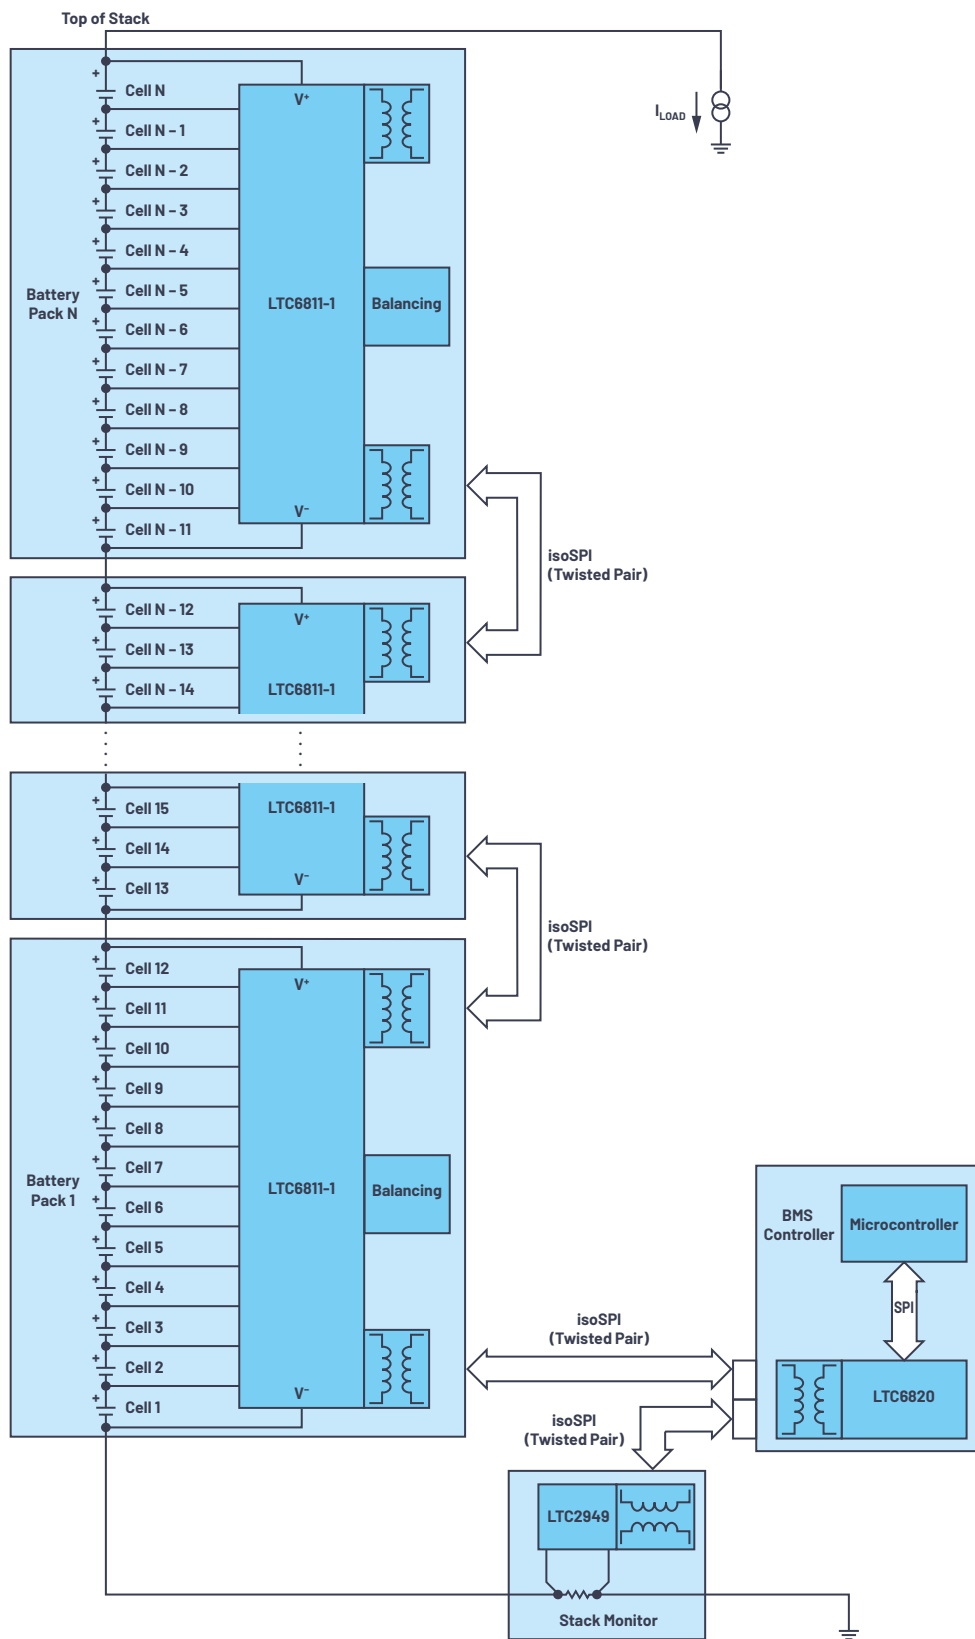 Top of Stack
Cell N
V⁺
Cell N – 1
Cell N – 2
Cell N – 3
Cell N – 4
Cell N – 5
Cell N – 6
Cell N – 7
Cell N – 8
Cell N – 9
Cell N – 10
Cell N – 11
Battery
Pack N
LTC6811-1
Balancing
V⁻
I_LOAD
isoSPI
(Twisted Pair)
Cell N – 12
Cell N – 13
Cell N – 14
V⁺
LTC6811-1
Cell 15
Cell 14
Cell 13
LTC6811-1
V⁻
isoSPI
(Twisted Pair)
Cell 12
Cell 11
Cell 10
Cell 9
Cell 8
Cell 7
Cell 6
Cell 5
Cell 4
Cell 3
Cell 2
Cell 1
Battery
Pack 1
V⁺
LTC6811-1
Balancing
V⁻
BMS
Controller
Microcontroller
SPI
LTC6820
isoSPI
(Twisted Pair)
isoSPI
(Twisted Pair)
LTC2949
Stack Monitor